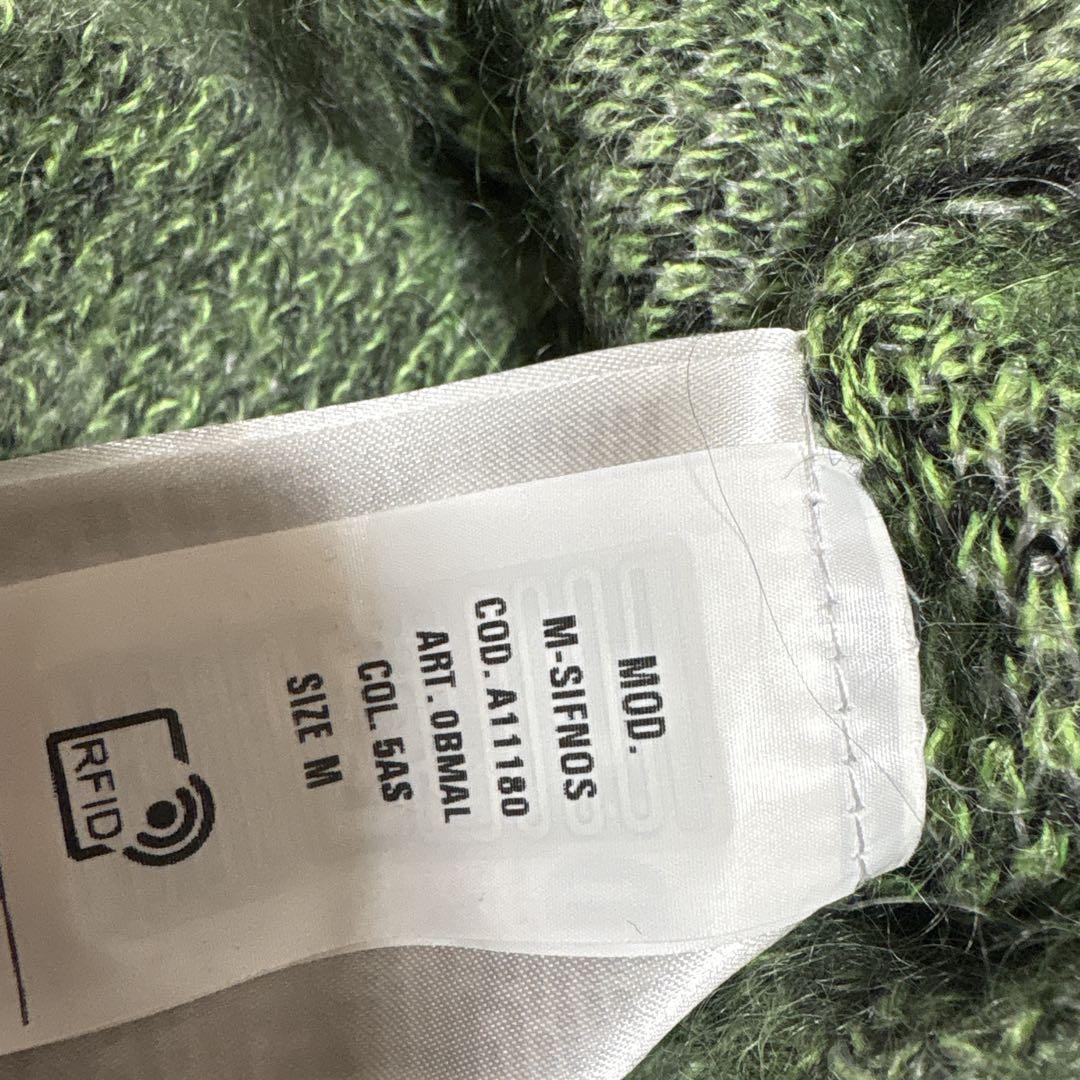 MOD.
M-SIFNOS
COD. A11180
ART. 0BMAL
COL. 5AS
SIZE M
RFID